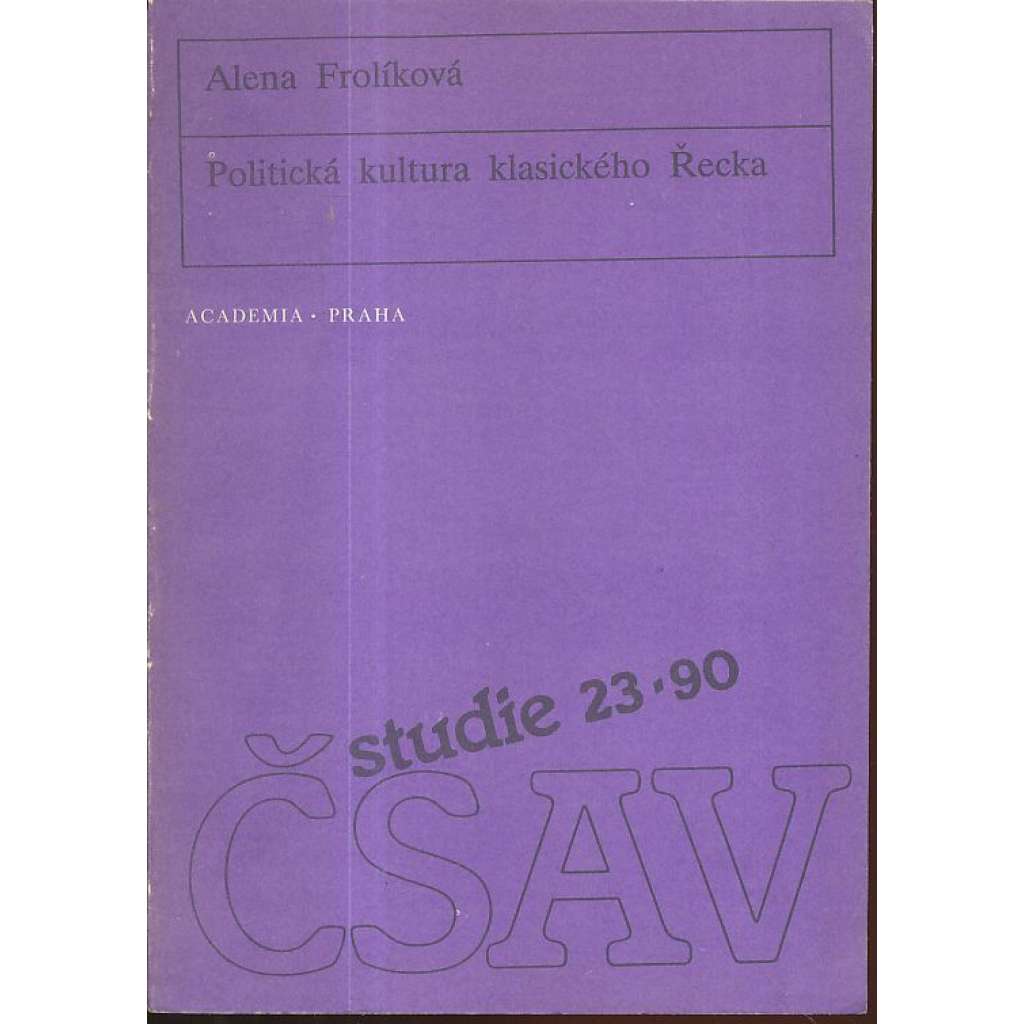 Alena Frolíková
Politická kultura klasického Řecka
ACADEMIA · PRAHA
studie 23·90
ČSAV